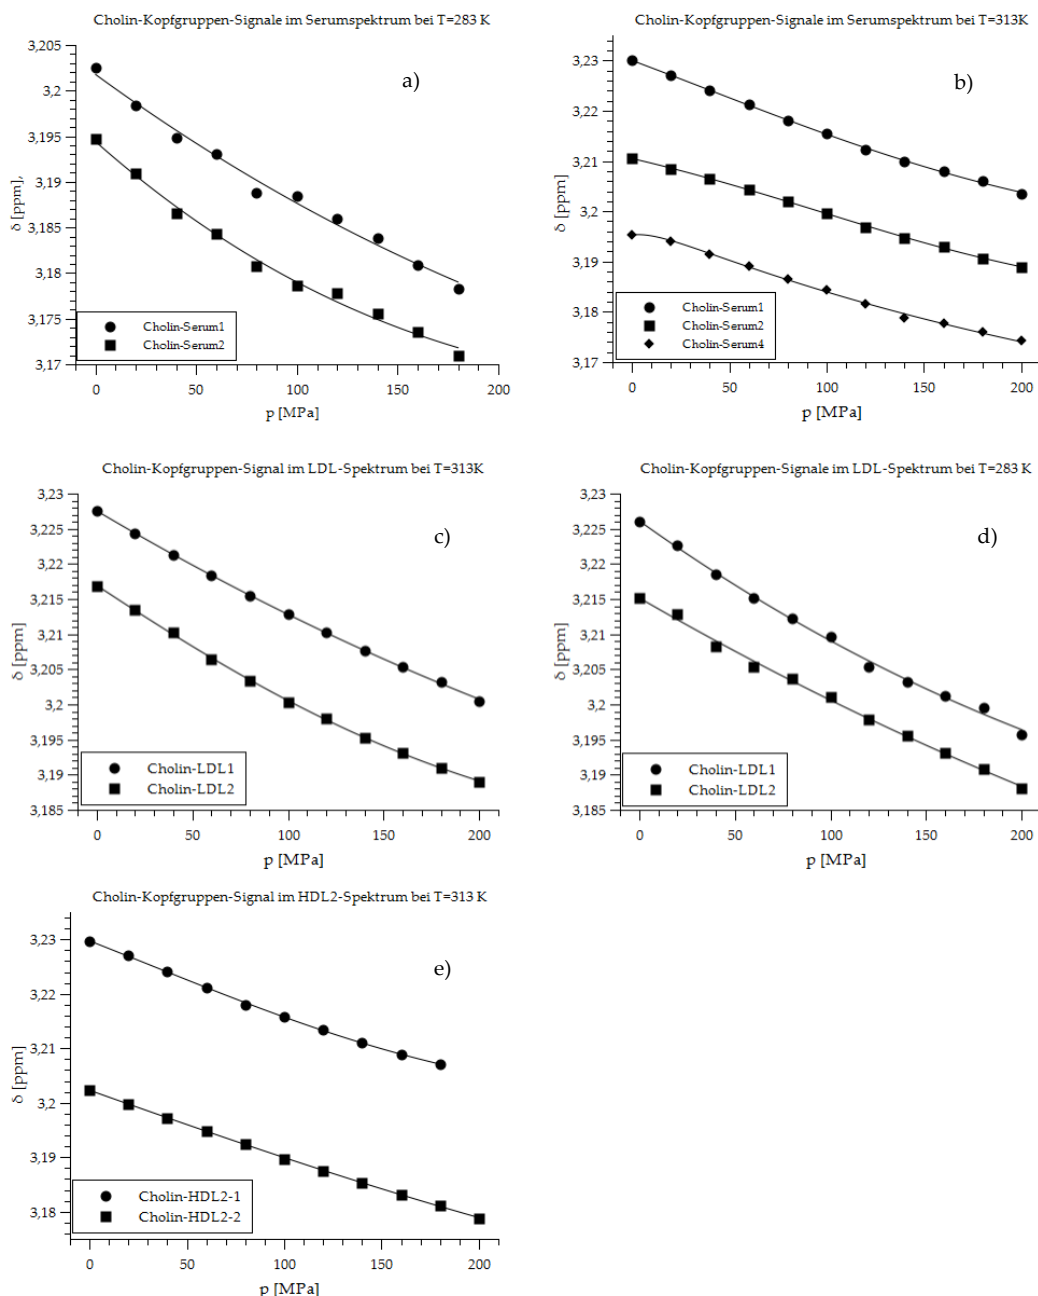 Cholin-Kopfgruppen-Signale im Serumspektrum bei T=283 K
a)
3,205
3,2
3,195
3,19
3,185
3,18
3,175
3,17
δ [ppm],
Cholin-Serum1
Cholin-Serum2
0
50
100
150
200
p [MPa]
Cholin-Kopfgruppen-Signale im Serumspektrum bei T=313K
b)
3,23
3,22
3,21
3,2
3,19
3,18
3,17
δ [ppm]
Cholin-Serum1
Cholin-Serum2
Cholin-Serum4
0
50
100
150
200
p [MPa]
Cholin-Kopfgruppen-Signal im LDL-Spektrum bei T=313K
c)
3,23
3,225
3,22
3,215
3,21
3,205
3,2
3,195
3,19
3,185
δ [ppm]
Cholin-LDL1
Cholin-LDL2
0
50
100
150
200
p [MPa]
Cholin-Kopfgruppen-Signale im LDL-Spektrum bei T=283 K
d)
3,23
3,225
3,22
3,215
3,21
3,205
3,2
3,195
3,19
3,185
δ [ppm]
Cholin-LDL1
Cholin-LDL2
0
50
100
150
200
p [MPa]
Cholin-Kopfgruppen-Signal im HDL2-Spektrum bei T=313 K
e)
3,23
3,22
3,21
3,2
3,19
3,18
δ [ppm]
Cholin-HDL2-1
Cholin-HDL2-2
0
50
100
150
200
p [MPa]